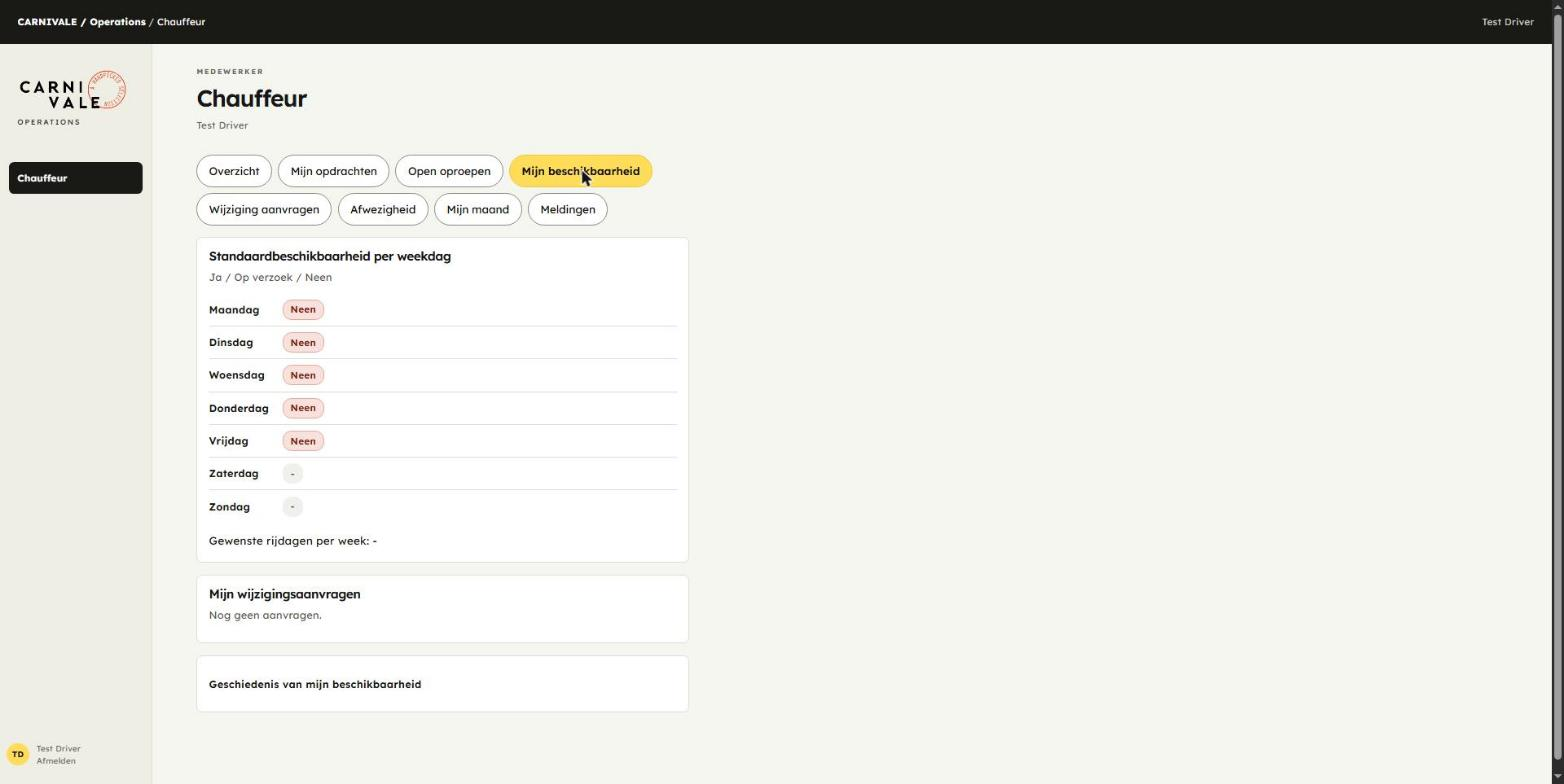 CARNIVALE / Operations / Chauffeur
Test Driver
CARNI
VALE
A HANDPICKED SELECTION
OPERATIONS
Chauffeur
MEDEWERKER
Chauffeur
Test Driver
Overzicht
Mijn opdrachten
Open oproepen
Mijn beschikbaarheid
Wijziging aanvragen
Afwezigheid
Mijn maand
Meldingen
Standaardbeschikbaarheid per weekdag
Ja / Op verzoek / Neen
Maandag Neen
Dinsdag Neen
Woensdag Neen
Donderdag Neen
Vrijdag Neen
Zaterdag -
Zondag -
Gewenste rijdagen per week: -
Mijn wijzigingsaanvragen
Nog geen aanvragen.
Geschiedenis van mijn beschikbaarheid
TD
Test Driver
Afmelden